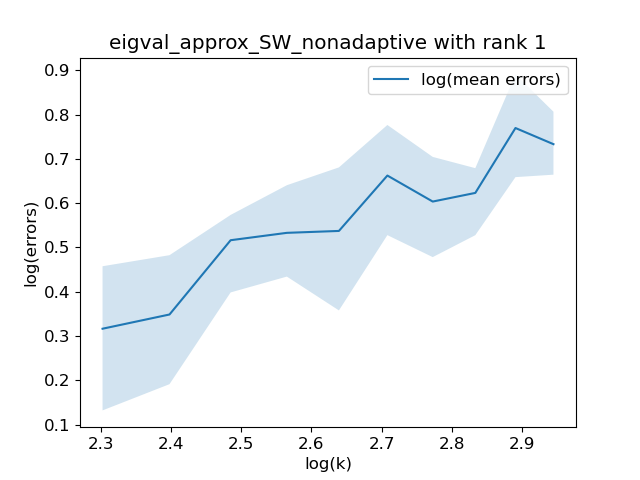 eigval_approx_SW_nonadaptive with rank 1
log(mean errors)
log(errors)
0.9
0.8
0.7
0.6
0.5
0.4
0.3
0.2
0.1
2.3 2.4 2.5 2.6 2.7 2.8 2.9
log(k)